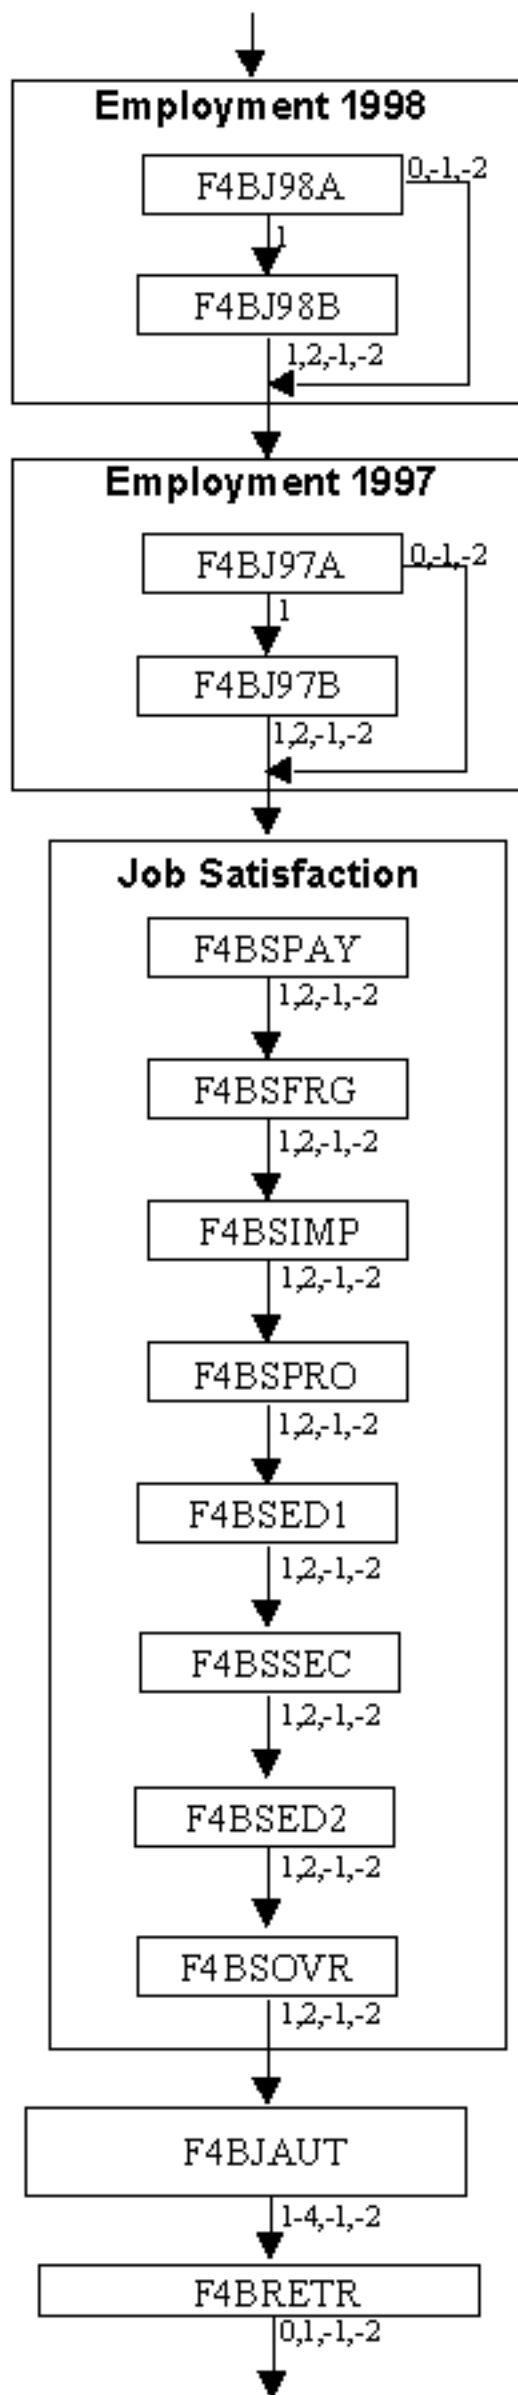 Employment 1998
F4BJ98A
0,-1,-2
1
F4BJ98B
1,2,-1,-2
Employment 1997
F4BJ97A
0,-1,-2
1
F4BJ97B
1,2,-1,-2
Job Satisfaction
F4BSPAY
1,2,-1,-2
F4BSFRG
1,2,-1,-2
F4BSIMP
1,2,-1,-2
F4BSPRO
1,2,-1,-2
F4BSED1
1,2,-1,-2
F4BSSEC
1,2,-1,-2
F4BSED2
1,2,-1,-2
F4BSOVR
1,2,-1,-2
F4BJAUT
1-4,-1,-2
F4BRETR
0,1,-1,-2